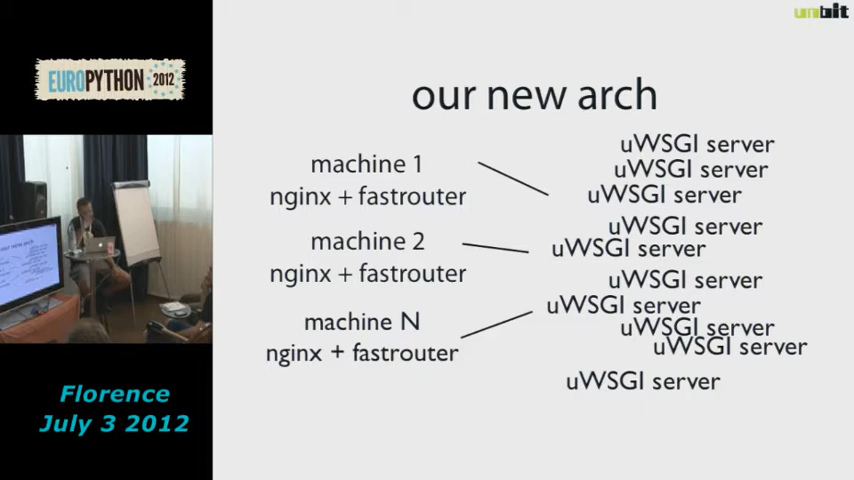 unbit
EUROPYTHON 2012
our new arch
machine 1
nginx + fastrouter
machine 2
nginx + fastrouter
machine N
nginx + fastrouter
uWSGI server
uWSGI server
uWSGI server
uWSGI server
uWSGI server
uWSGI server
uWSGI server
uWSGI server
uWSGI server
uWSGI server
Florence
July 3 2012